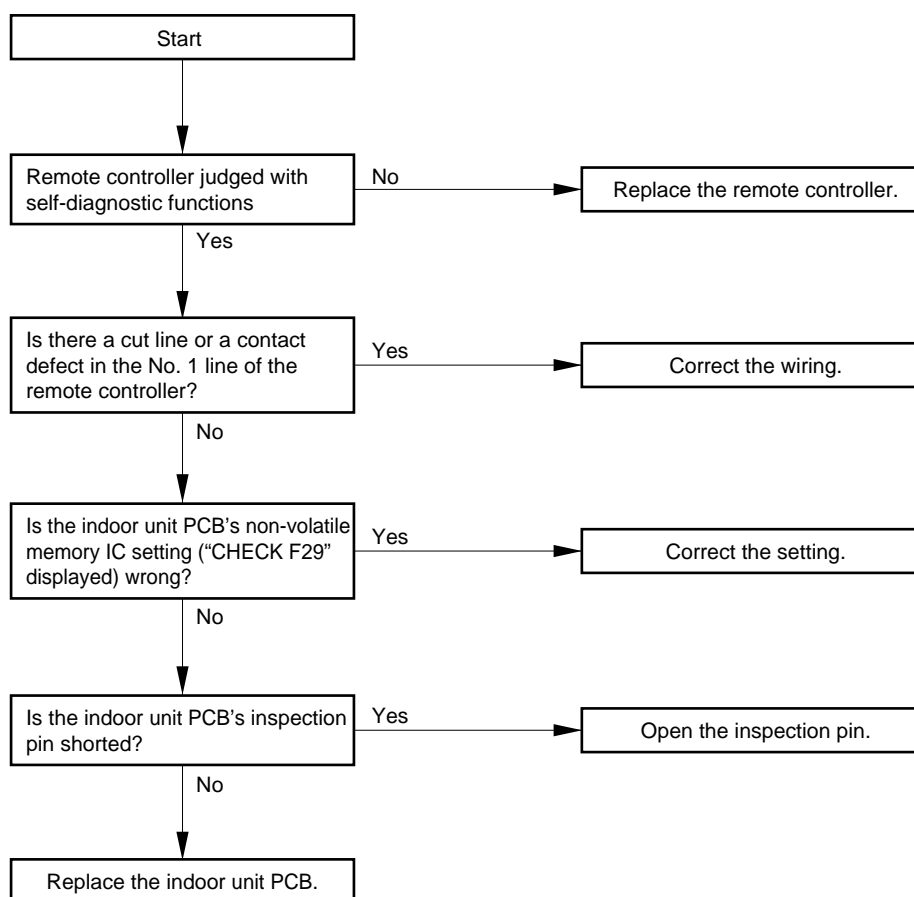 Start
Remote controller judged with
self-diagnostic functions
No
Replace the remote controller.
Yes
Is there a cut line or a contact
defect in the No. 1 line of the
remote controller?
Yes
Correct the wiring.
No
Is the indoor unit PCB’s non-volatile
memory IC setting (“CHECK F29”
displayed) wrong?
Yes
Correct the setting.
No
Is the indoor unit PCB’s inspection
pin shorted?
Yes
Open the inspection pin.
No
Replace the indoor unit PCB.